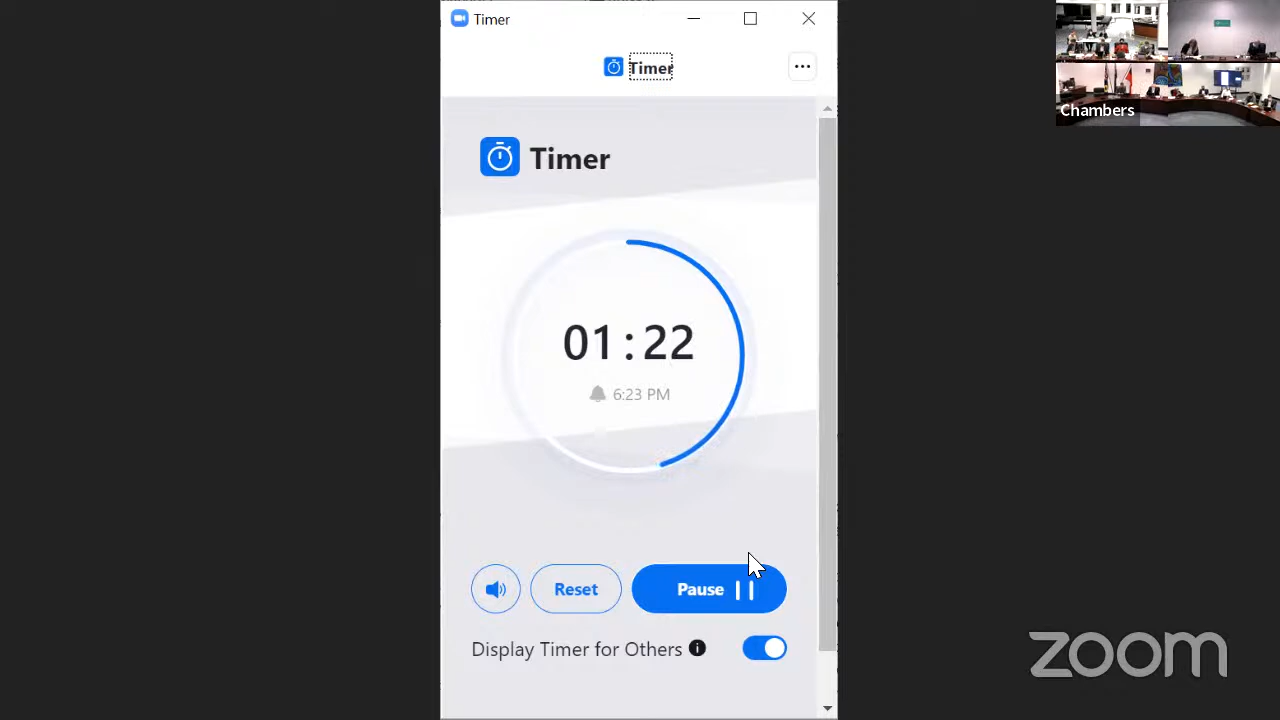 Timer
Timer
Timer
01:22
6:23 PM
Reset
Pause
Display Timer for Others
Chambers
zoom